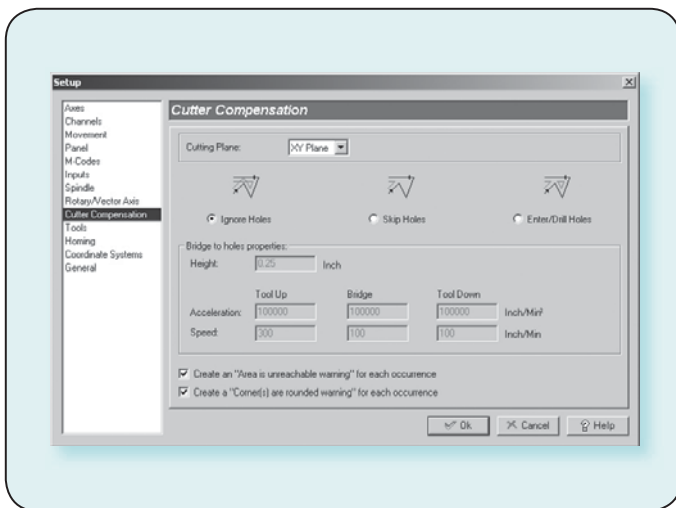 Setup
Axes
Channels
Movement
Panel
M-Codes
Inputs
Spindle
Rotary/Vector Axis
Cutter Compensation
Tools
Homing
Coordinate Systems
General
Cutter Compensation
Cutting Plane: XY Plane
Ignore Holes Skip Holes Enter/Drill Holes
Bridge to holes properties:
Height: 0.25 Inch
Tool Up Bridge Tool Down
Acceleration: 100000 100000 100000 Inch/Min²
Speed: 300 100 100 Inch/Min
Create an "Area is unreachable warning" for each occurrence
Create a "Corner(s) are rounded warning" for each occurrence
Ok Cancel Help